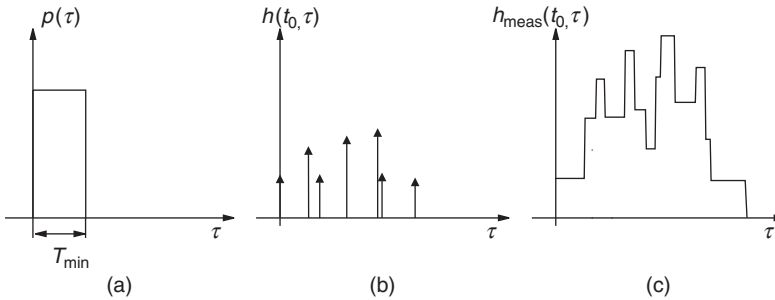 p(τ)
h(t0, τ)
hmeas(t0, τ)
τ
τ
τ
Tmin
(a)
(b)
(c)